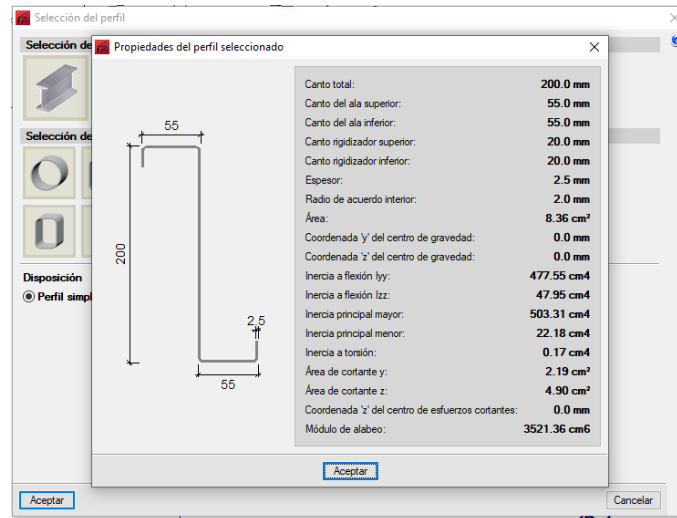 Selección del perfil
Selección de
Propiedades del perfil seleccionado
Canto total: 200.0 mm
Canto del ala superior: 55.0 mm
Canto del ala inferior: 55.0 mm
Canto rigidizador superior: 20.0 mm
Canto rigidizador inferior: 20.0 mm
Espesor: 2.5 mm
Radio de acuerdo interior: 2.0 mm
Área: 8.36 cm²
Coordenada 'y' del centro de gravedad: 0.0 mm
Coordenada 'z' del centro de gravedad: 0.0 mm
Inercia a flexión Iyy: 477.55 cm4
Inercia a flexión Izz: 47.95 cm4
Inercia principal mayor: 503.31 cm4
Inercia principal menor: 22.18 cm4
Inercia a torsión: 0.17 cm4
Área de cortante y: 2.19 cm²
Área de cortante z: 4.90 cm²
Coordenada 'z' del centro de esfuerzos cortantes: 0.0 mm
Módulo de alabeo: 3521.36 cm6
55
200
2.5
55
Selección de
Disposición
Perfil simpl
Aceptar
Aceptar
Cancelar